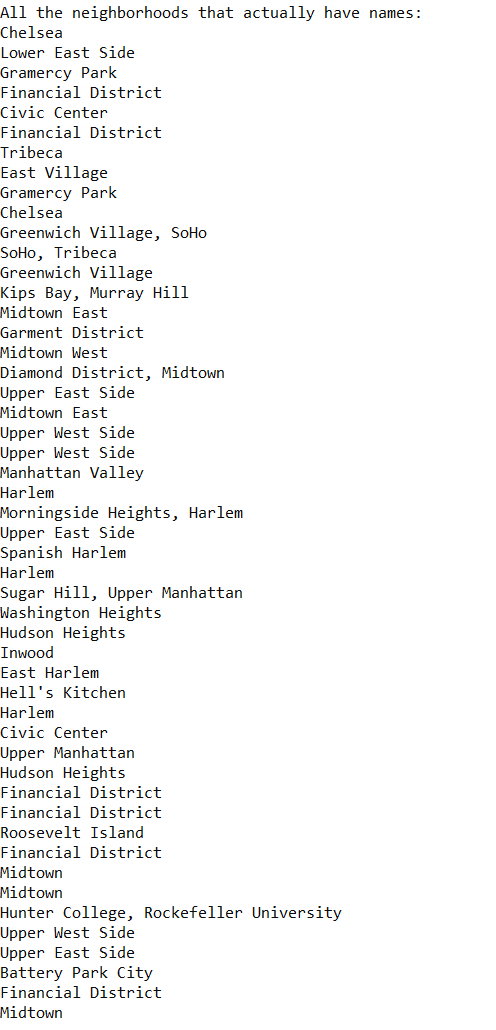 All the neighborhoods that actually have names:
Chelsea
Lower East Side
Gramercy Park
Financial District
Civic Center
Financial District
Tribeca
East Village
Gramercy Park
Chelsea
Greenwich Village, SoHo
SoHo, Tribeca
Greenwich Village
Kips Bay, Murray Hill
Midtown East
Garment District
Midtown West
Diamond District, Midtown
Upper East Side
Midtown East
Upper West Side
Upper West Side
Manhattan Valley
Harlem
Morningside Heights, Harlem
Upper East Side
Spanish Harlem
Harlem
Sugar Hill, Upper Manhattan
Washington Heights
Hudson Heights
Inwood
East Harlem
Hell's Kitchen
Harlem
Civic Center
Upper Manhattan
Hudson Heights
Financial District
Financial District
Roosevelt Island
Financial District
Midtown
Midtown
Hunter College, Rockefeller University
Upper West Side
Upper East Side
Battery Park City
Financial District
Midtown